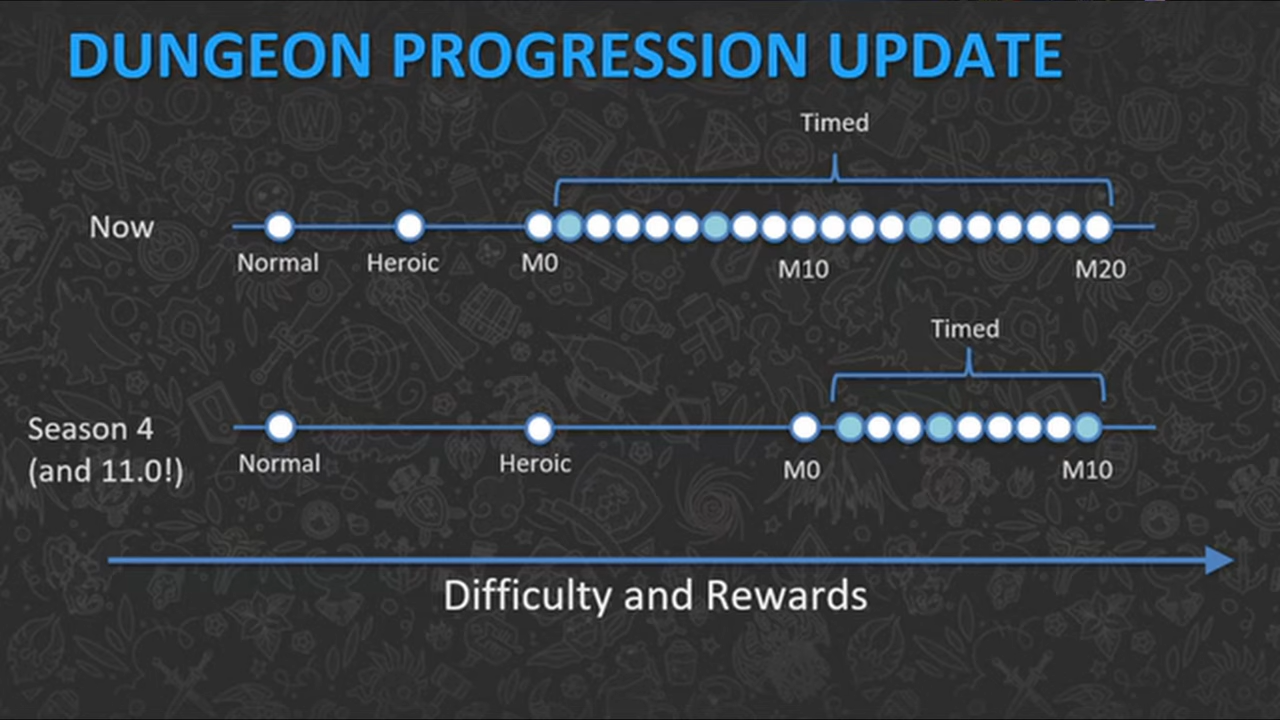 DUNGEON PROGRESSION UPDATE
Timed
Now
Normal
Heroic
M0
M10
M20
Timed
Season 4
(and 11.0!)
Normal
Heroic
M0
M10
Difficulty and Rewards